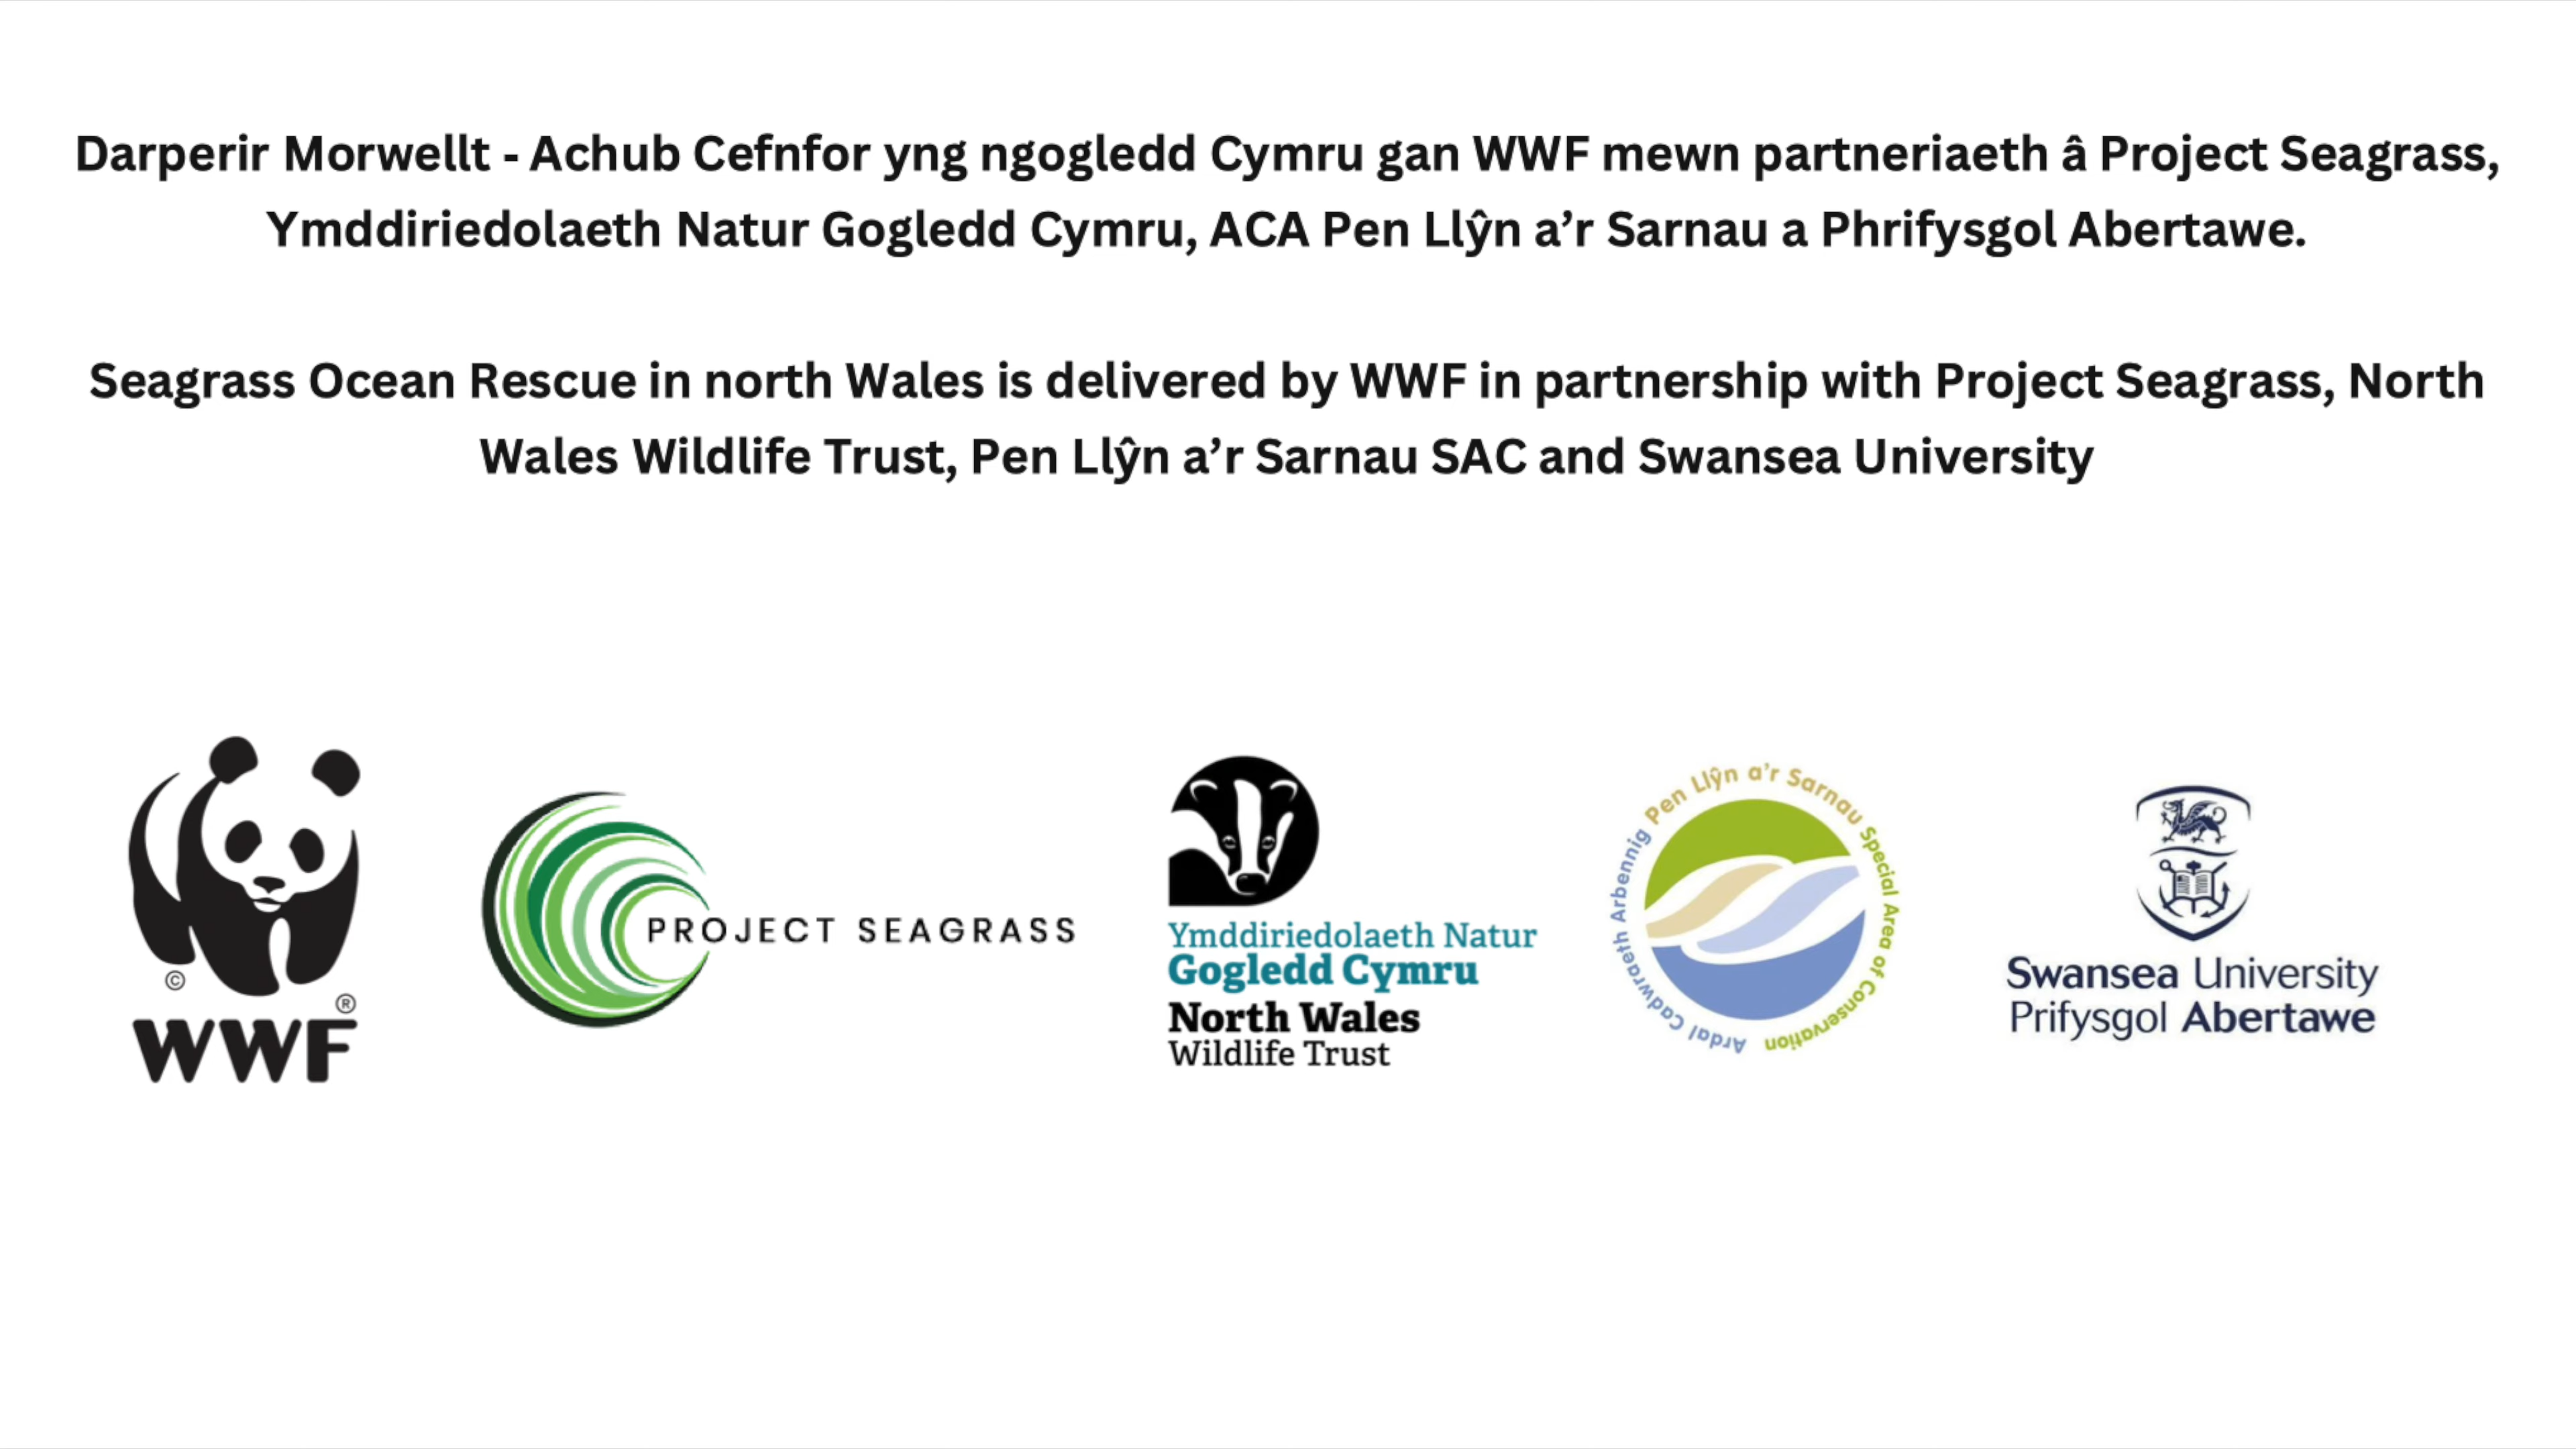 Darperir Morwellt - Achub Cefnfor yng ngogledd Cymru gan WWF mewn partneriaeth â Project Seagrass,
Ymddiriedolaeth Natur Gogledd Cymru, ACA Pen Llŷn a’r Sarnau a Phrifysgol Abertawe.
Seagrass Ocean Rescue in north Wales is delivered by WWF in partnership with Project Seagrass, North
Wales Wildlife Trust, Pen Llŷn a’r Sarnau SAC and Swansea University
©
®
WWF
PROJECT SEAGRASS
Ymddiriedolaeth Natur
Gogledd Cymru
North Wales
Wildlife Trust
Pen Llŷn a’r Sarnau
Special Area of Conservation
Ardal Cadwraeth Arbennig
Swansea University
Prifysgol Abertawe